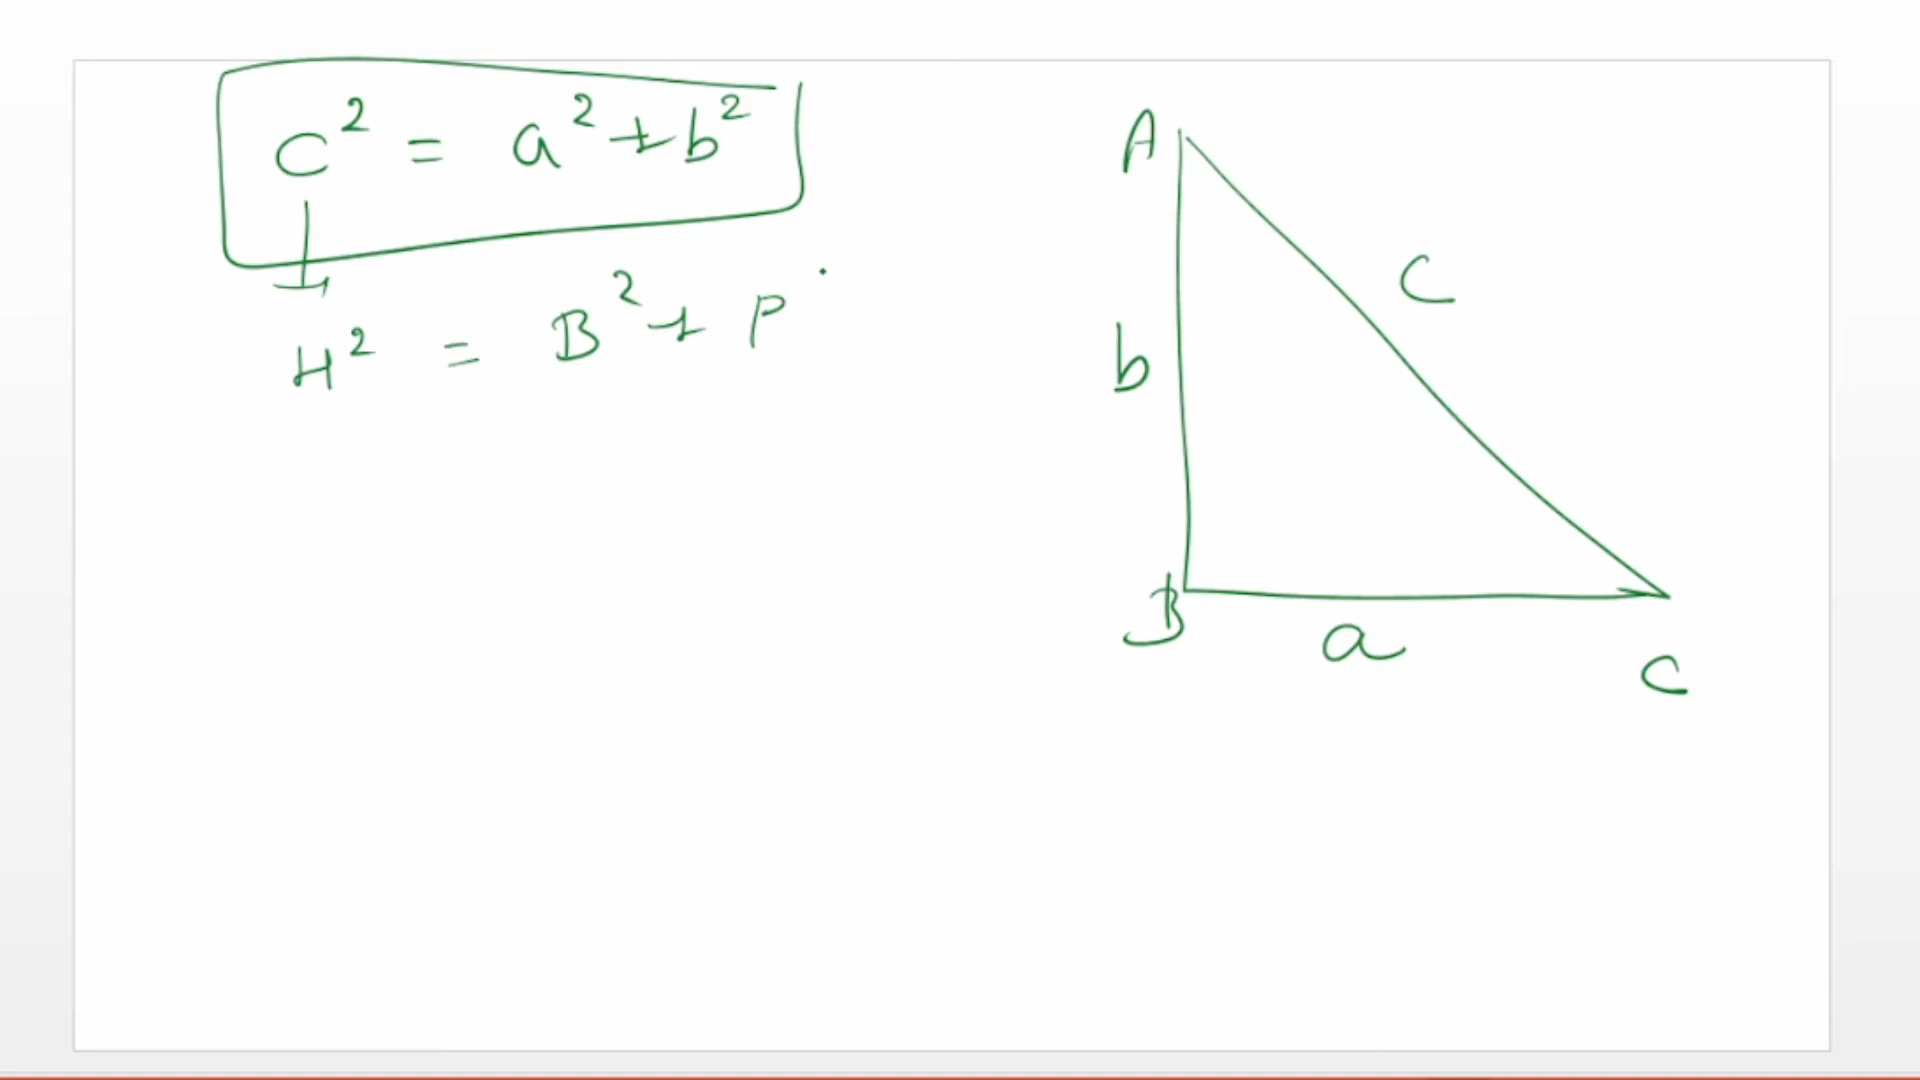 c² = a² + b²
H² = B² + P
A
c
b
B
a
C